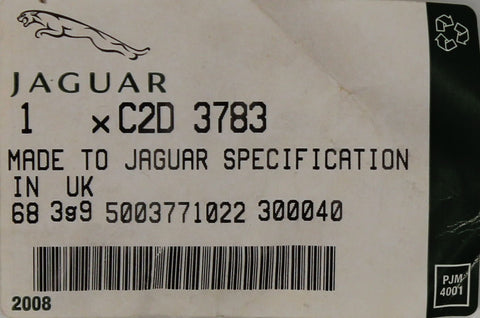 JAGUAR
1 x C2D 3783
MADE TO JAGUAR SPECIFICATION
IN UK
68 3g9 5003771022 300040
2008
PJM
4001